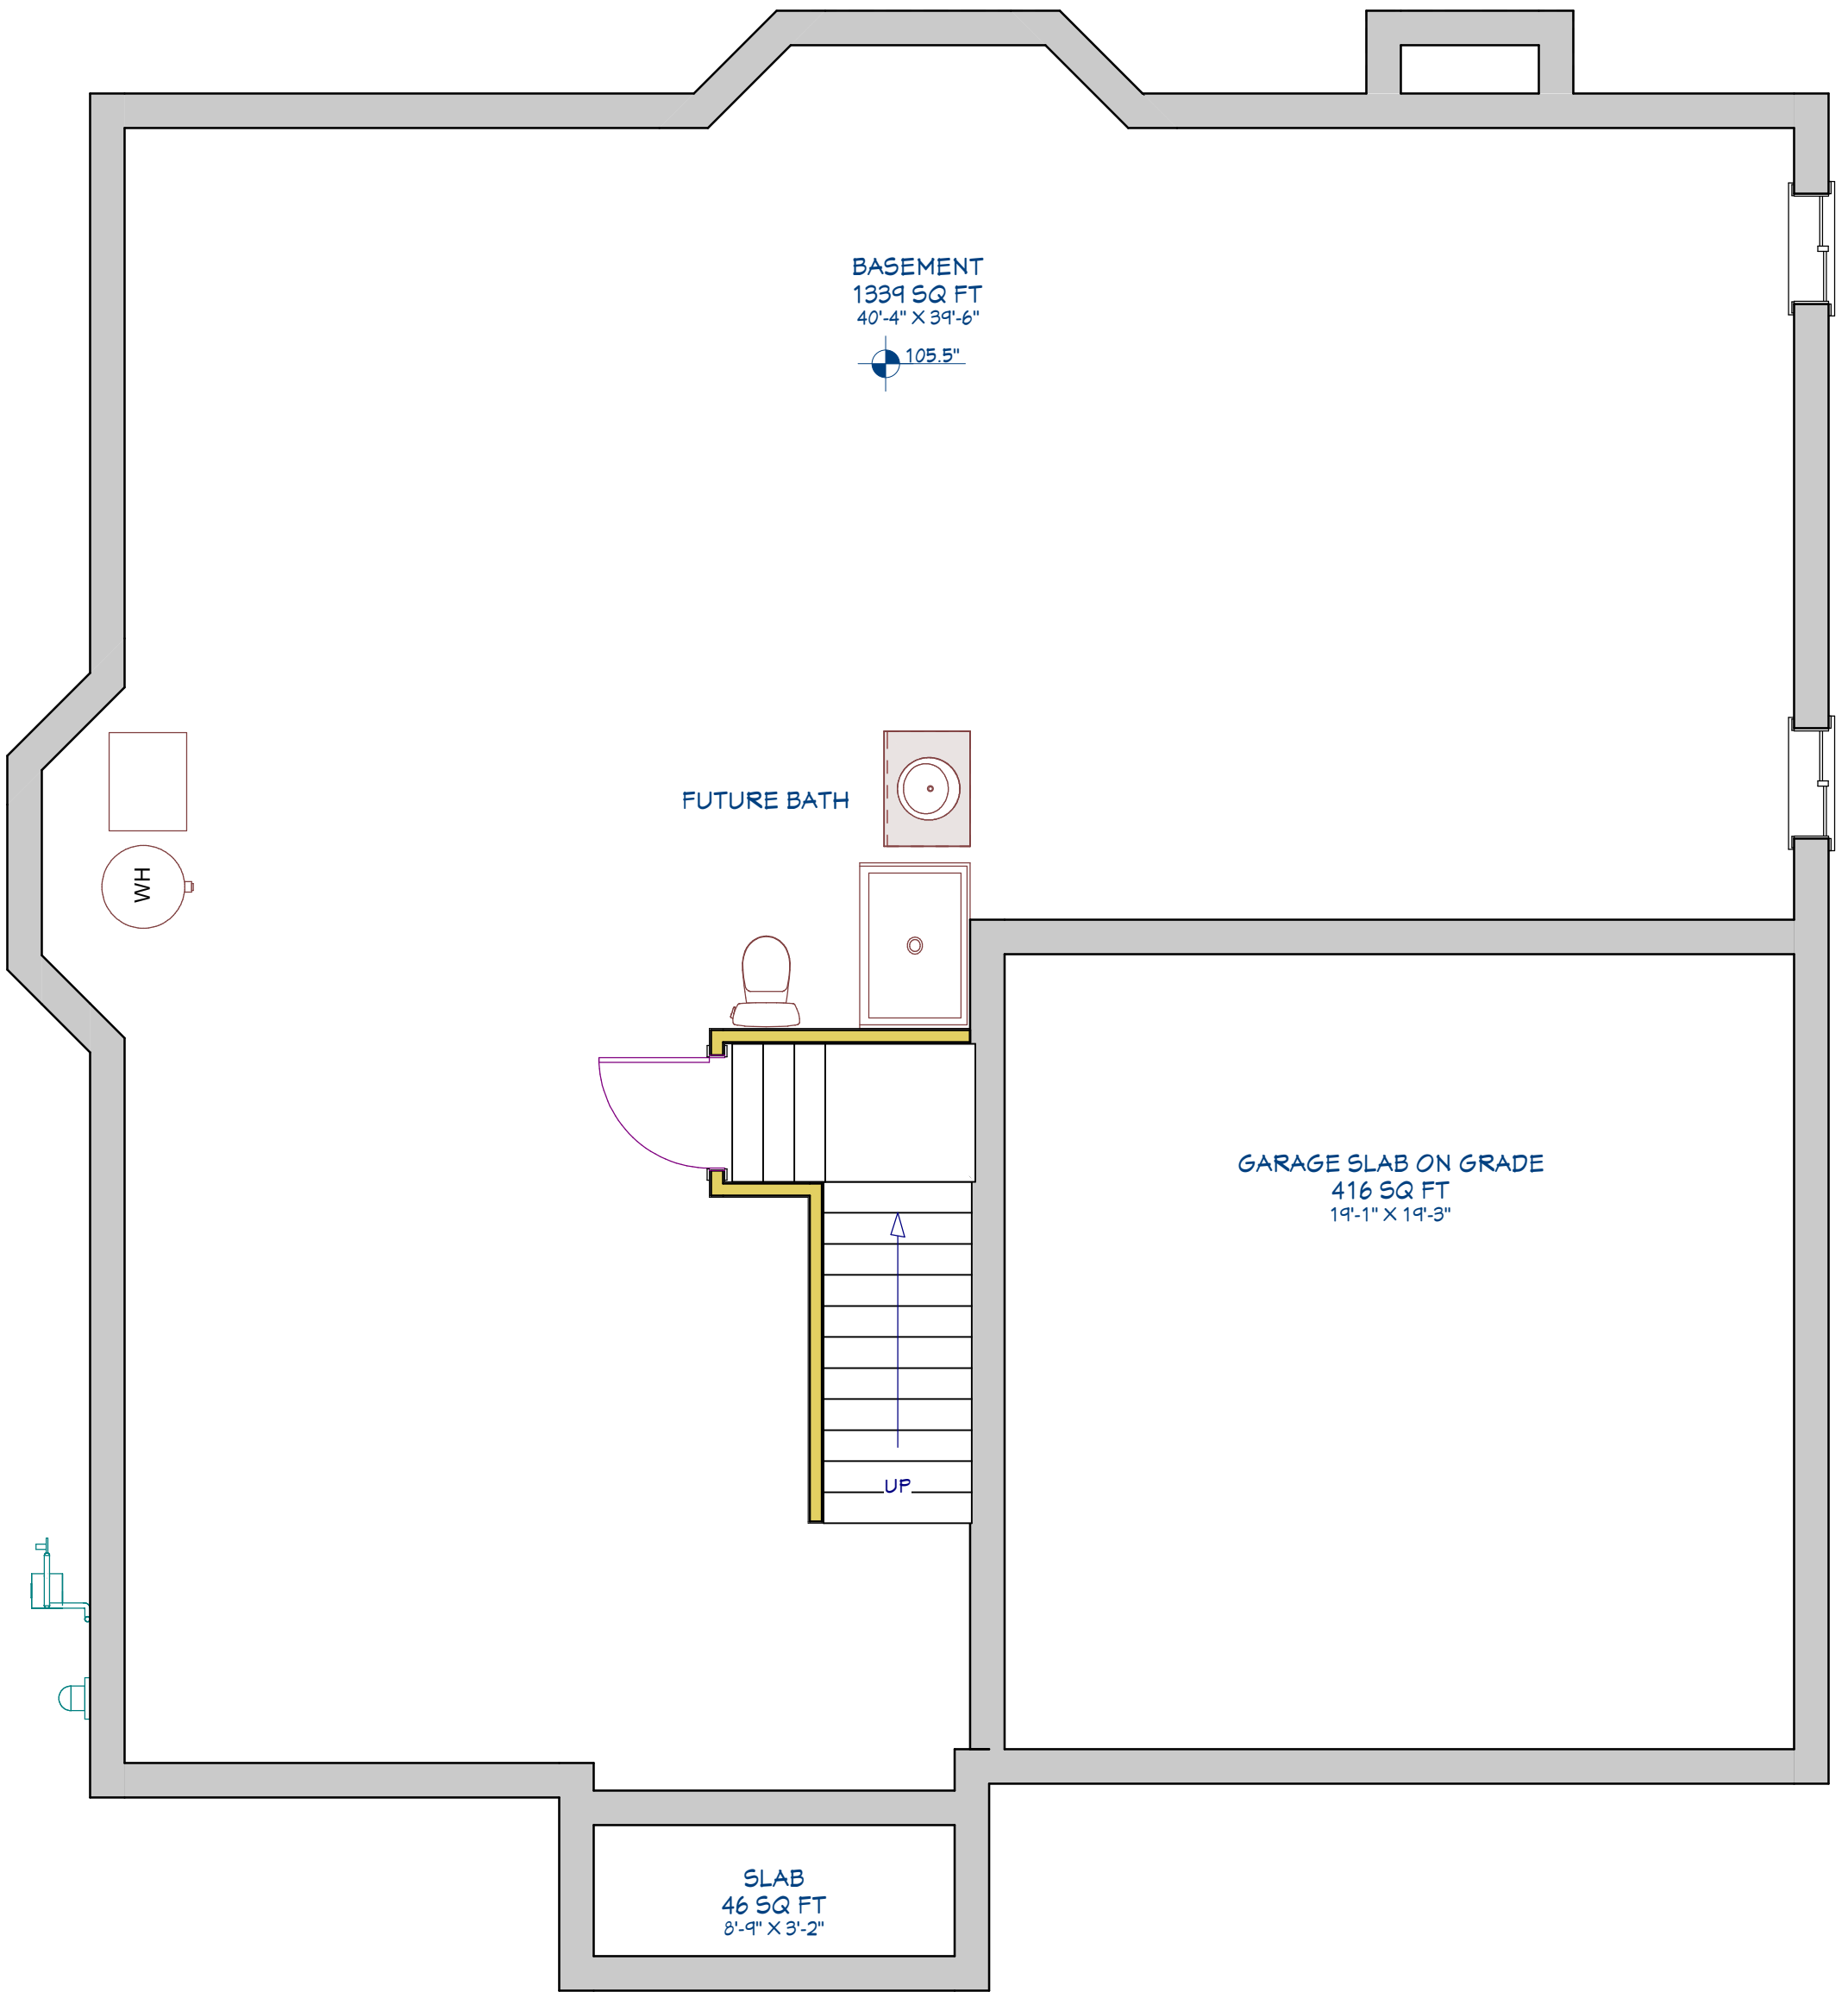 BASEMENT
1339 SQ FT
40'-4" X 39'-6"
105.5"
FUTURE BATH
WH
GARAGE SLAB ON GRADE
416 SQ FT
19'-1" X 19'-3"
UP
SLAB
46 SQ FT
8'-9" X 3'-2"